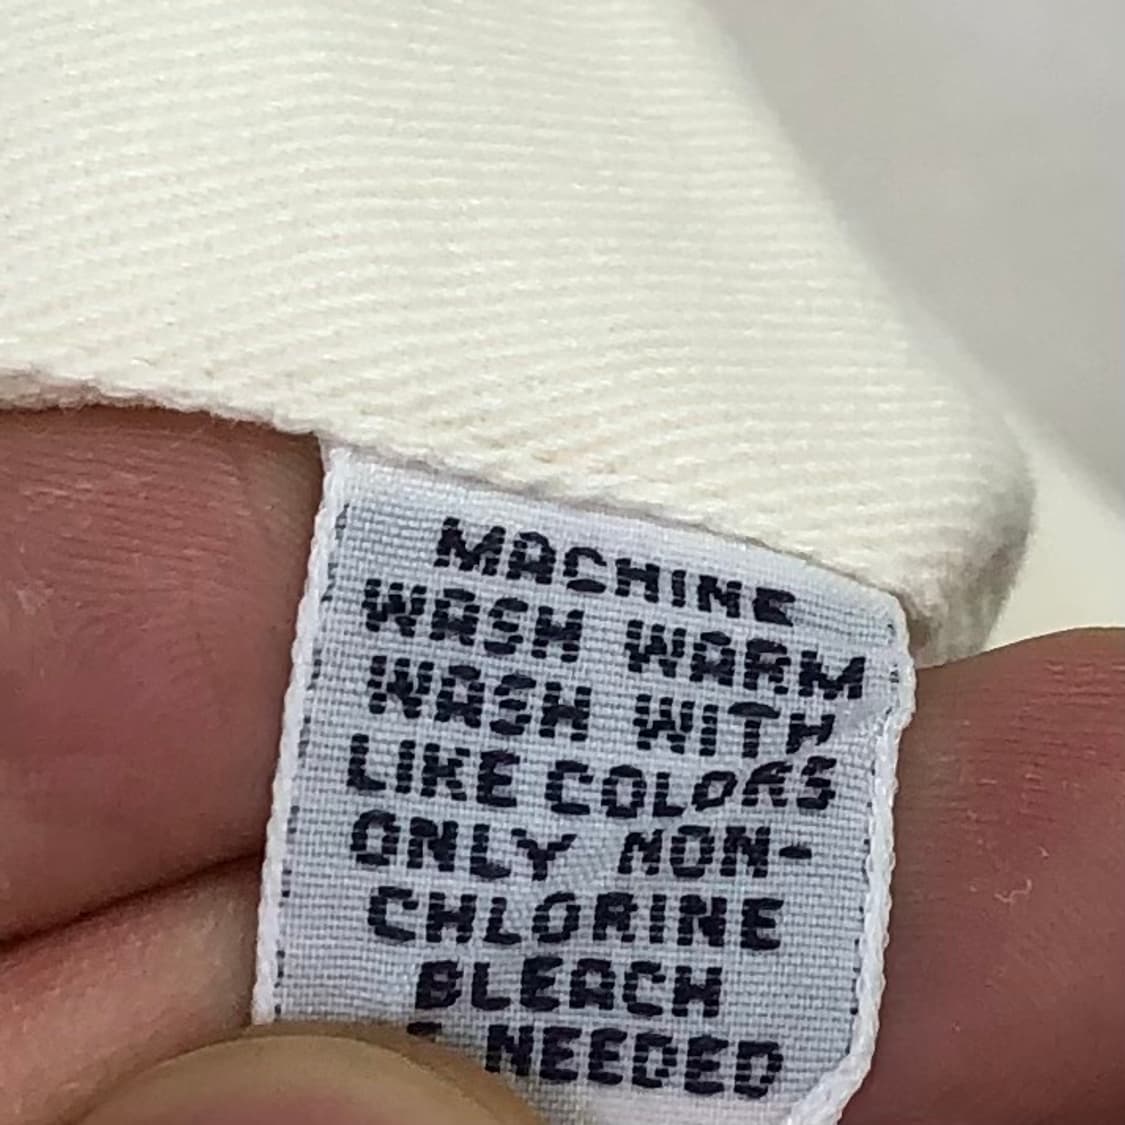 MACHINE
WASH WARM
WASH WITH
LIKE COLORS
ONLY NON-
CHLORINE
BLEACH
NEEDED